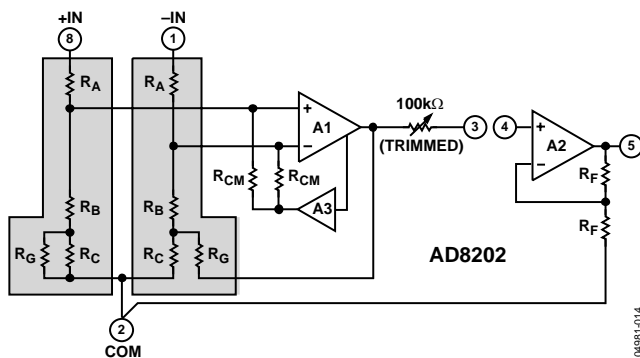 +IN
–IN
8
1
RA
RA
100kΩ
(TRIMMED)
+
A1
–
3
4
+
A2
–
5
RCM
RCM
A3
RF
RB
RB
RF
RG
RC
RC
RG
AD8202
2
COM
04981-014